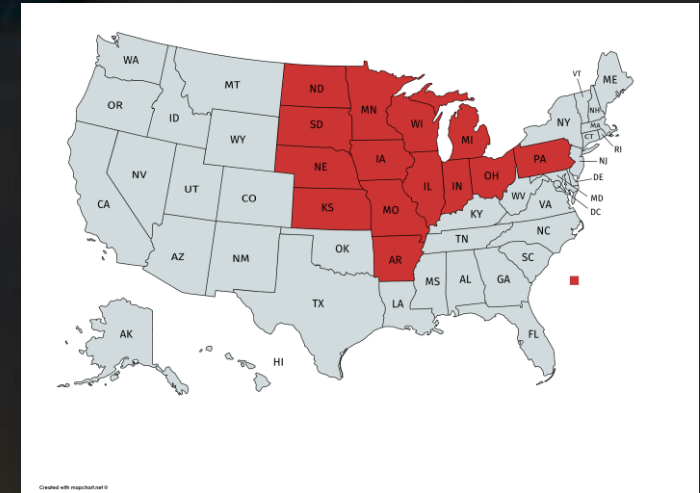 WA
MT
ND
MN
VT
ME
OR
ID
SD
WI
MI
NY
NH
MA
CT
RI
WY
NE
IA
PA
NJ
NV
UT
CO
IL
IN
OH
DE
MD
DC
CA
KS
MO
KY
WV
VA
AZ
NM
OK
AR
TN
NC
SC
TX
LA
MS
AL
GA
FL
AK
HI
Created with mapchart.net ©